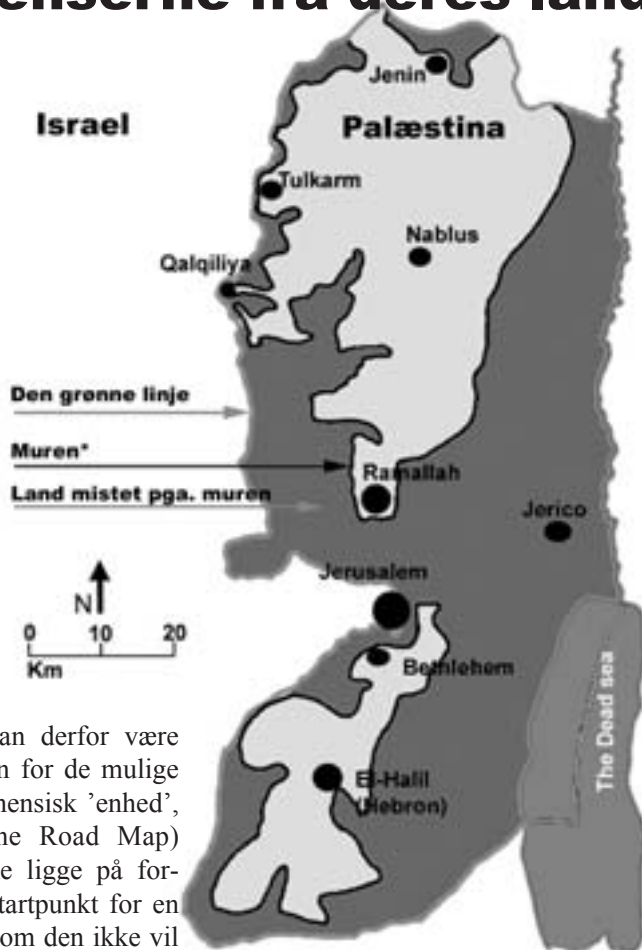 enserne fra deres land
Jenin
Israel
Palæstina
Tulkarm
Nablus
Qalqiliya
Den grønne linje
Muren*
Ramallah
Land mistet pga. muren
Jerico
Jerusalem
N
0 10 20
Km
Bethlehem
The Dead sea
El-Halil
(Hebron)
an derfor være
n for de mulige
nensisk ’enhed’,
ne Road Map)
e ligge på for-
tartpunkt for en
om den ikke vil